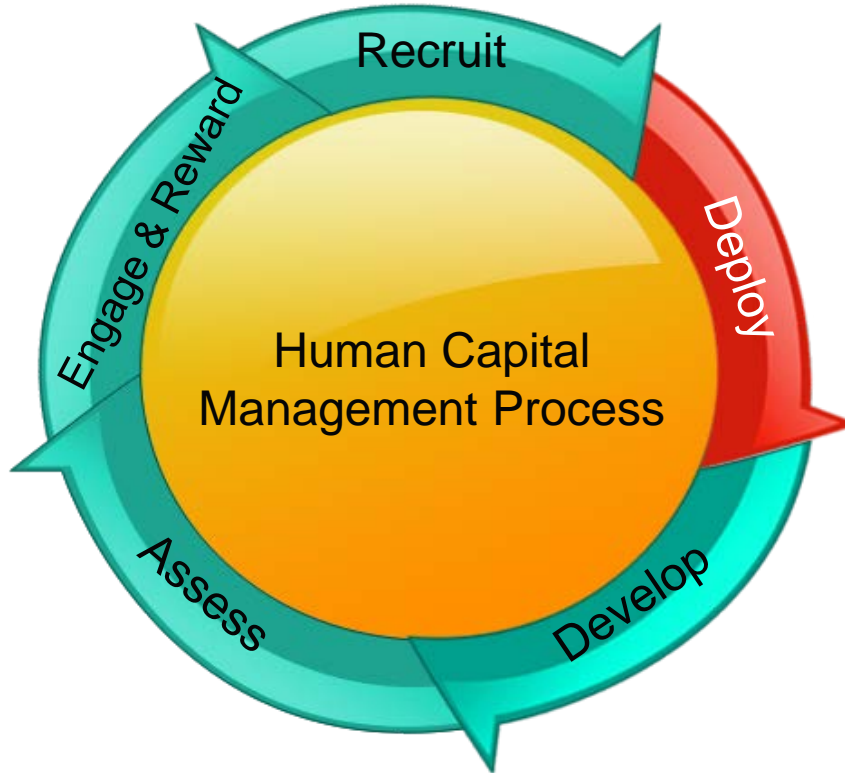 Recruit
Deploy
Develop
Assess
Engage & Reward
Human Capital
Management Process